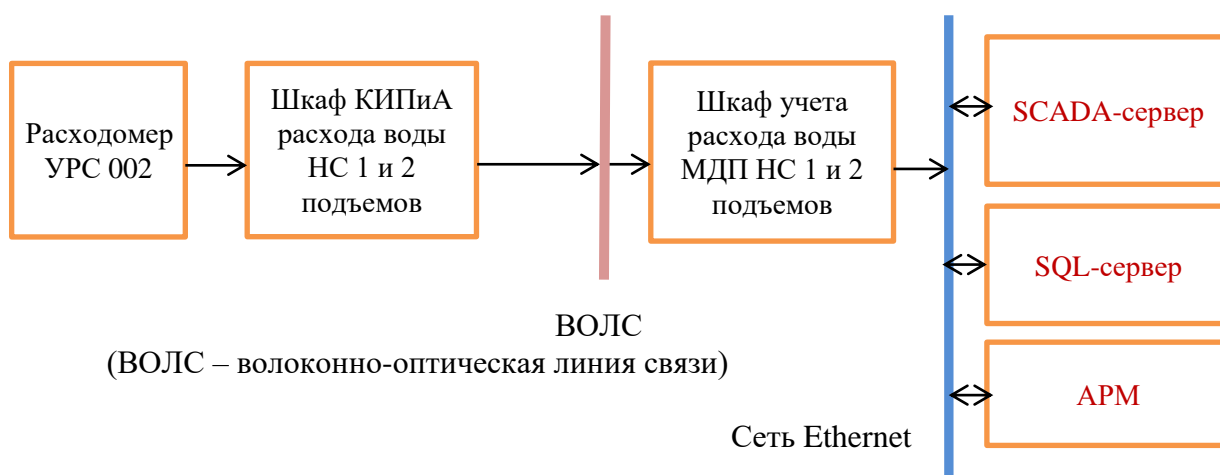 Расходомер
УРС 002
Шкаф КИПиА
расхода воды
НС 1 и 2
подъемов
Шкаф учета
расхода воды
МДП НС 1 и 2
подъемов
SCADA-сервер
SQL-сервер
АРМ
ВОЛС
(ВОЛС – волоконно-оптическая линия связи)
Сеть Ethernet